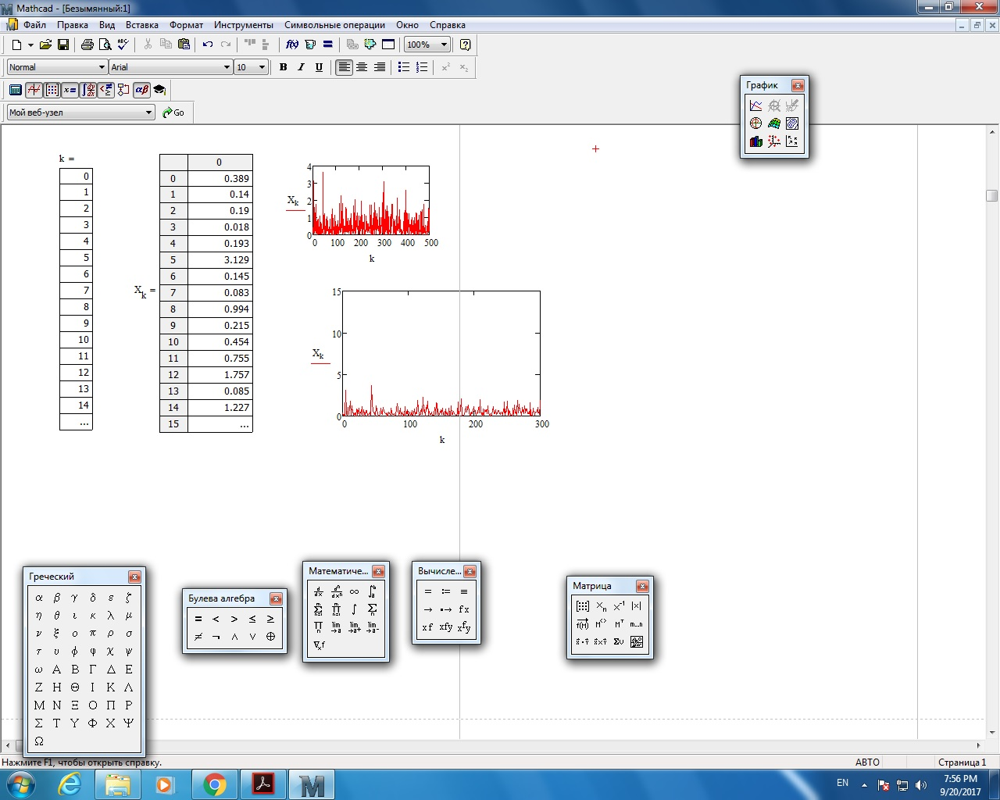 Mathcad - [Безымянный:1]
Файл Правка Вид Вставка Формат Инструменты Символьные операции Окно Справка
100%
Normal Arial 10 B I U
Мой веб-узел Go
График
k =
0
1
2
3
4
5
6
7
8
9
10
11
12
13
14
...
X k =
0
0 0.389
1 0.14
2 0.19
3 0.018
4 0.193
5 3.129
6 0.145
7 0.083
8 0.994
9 0.215
10 0.454
11 0.755
12 1.757
13 0.085
14 1.227
15 ...
4
3
2
1
0
X k
0 100 200 300 400 500
k
15
10
5
0
X k
0 100 200 300
k
Греческий
α β γ δ ε ζ
η θ ι κ λ μ
ν ξ ο π ρ σ
τ υ ϕ φ χ ψ
ω Α Β Γ Δ Ε
Ζ Η Θ Ι Κ Λ
Μ Ν Ξ Ο Π Ρ
Σ Τ Υ Φ Χ Ψ
Ω
Булева алгебра
= < > ≤ ≥
≠ ¬ ∧ ∨ ⊕
Математиче...
Вычисле...
= := ≡
→ •→ fx
xf xfy xfy
Матрица
Нажмите F1, чтобы открыть справку.
АВТО Страница 1
EN 7:56 PM
9/20/2017